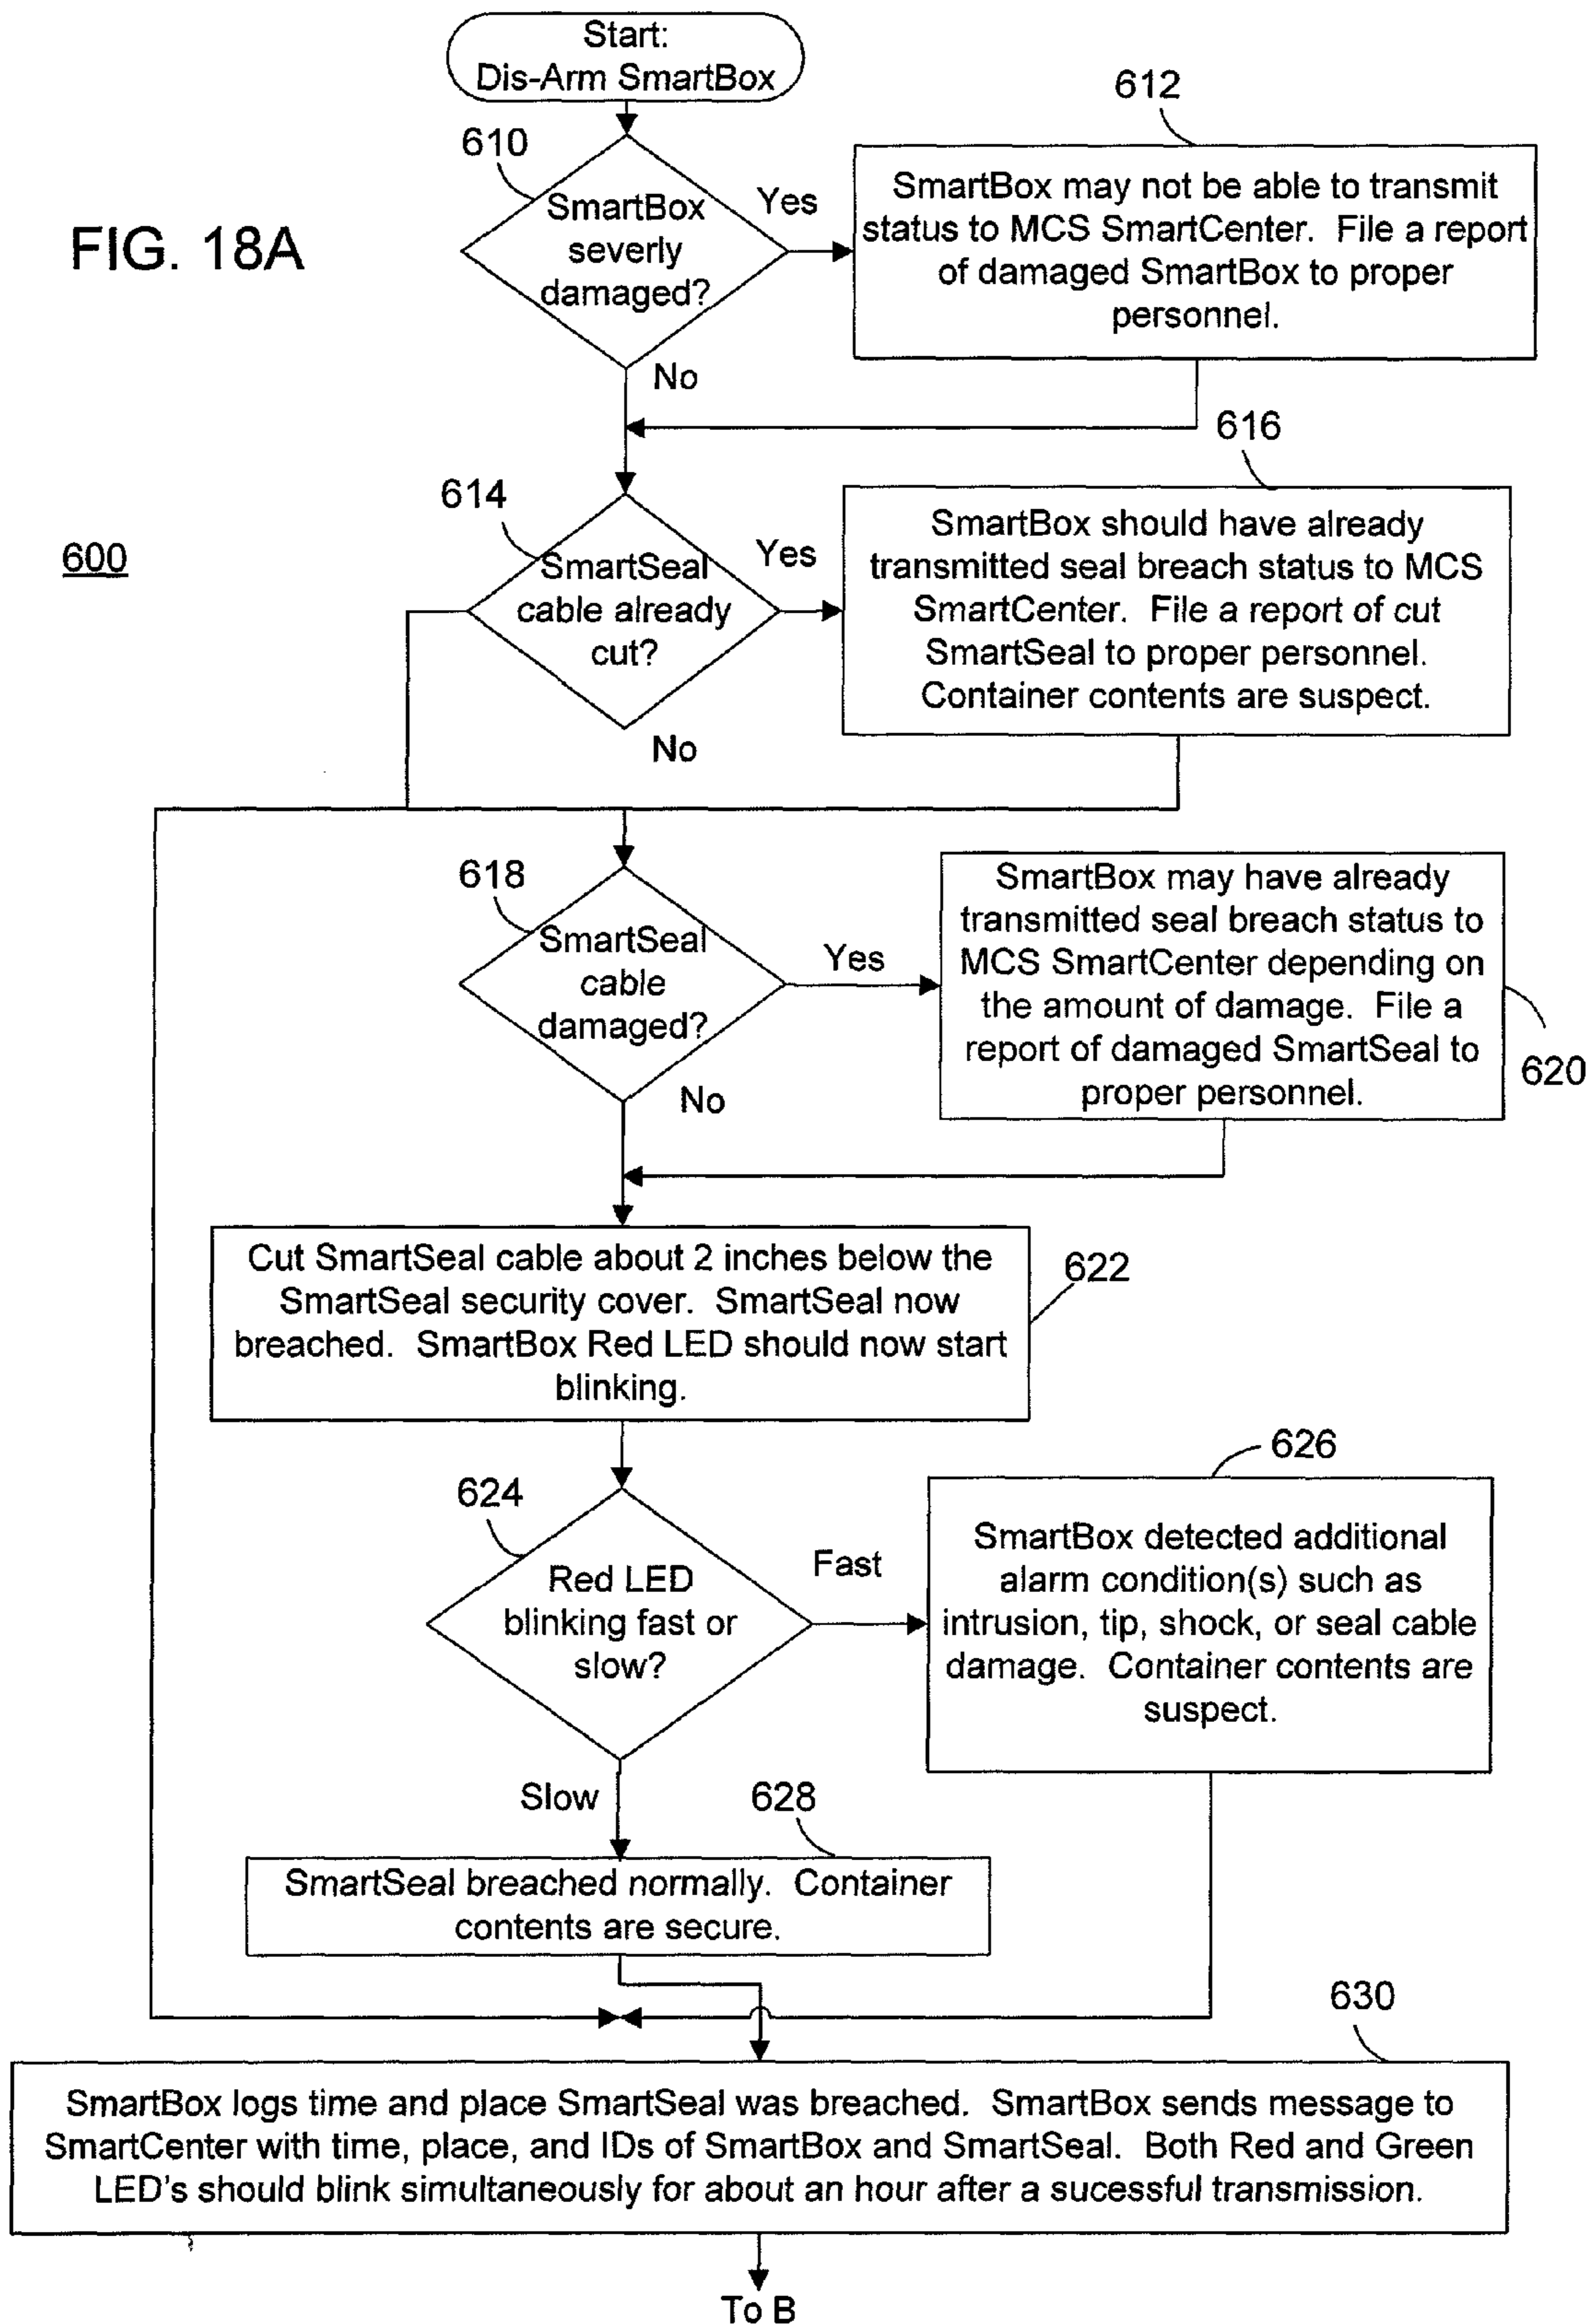 Start:
Dis-Arm SmartBox
612
610
SmartBox
severly
damaged?
Yes
SmartBox may not be able to transmit
status to MCS SmartCenter. File a report
of damaged SmartBox to proper
personnel.
FIG. 18A
No
616
614
600
SmartSeal
cable already
cut?
Yes
SmartBox should have already
transmitted seal breach status to MCS
SmartCenter. File a report of cut
SmartSeal to proper personnel.
Container contents are suspect.
No
618
SmartSeal
cable
damaged?
Yes
SmartBox may have already
transmitted seal breach status to
MCS SmartCenter depending on
the amount of damage. File a
report of damaged SmartSeal to
proper personnel.
620
No
Cut SmartSeal cable about 2 inches below the
SmartSeal security cover. SmartSeal now
breached. SmartBox Red LED should now start
blinking.
622
626
624
Red LED
blinking fast or
slow?
Fast
SmartBox detected additional
alarm condition(s) such as
intrusion, tip, shock, or seal cable
damage. Container contents are
suspect.
Slow
628
SmartSeal breached normally. Container
contents are secure.
630
SmartBox logs time and place SmartSeal was breached. SmartBox sends message to
SmartCenter with time, place, and IDs of SmartBox and SmartSeal. Both Red and Green
LED's should blink simultaneously for about an hour after a sucessful transmission.
To B